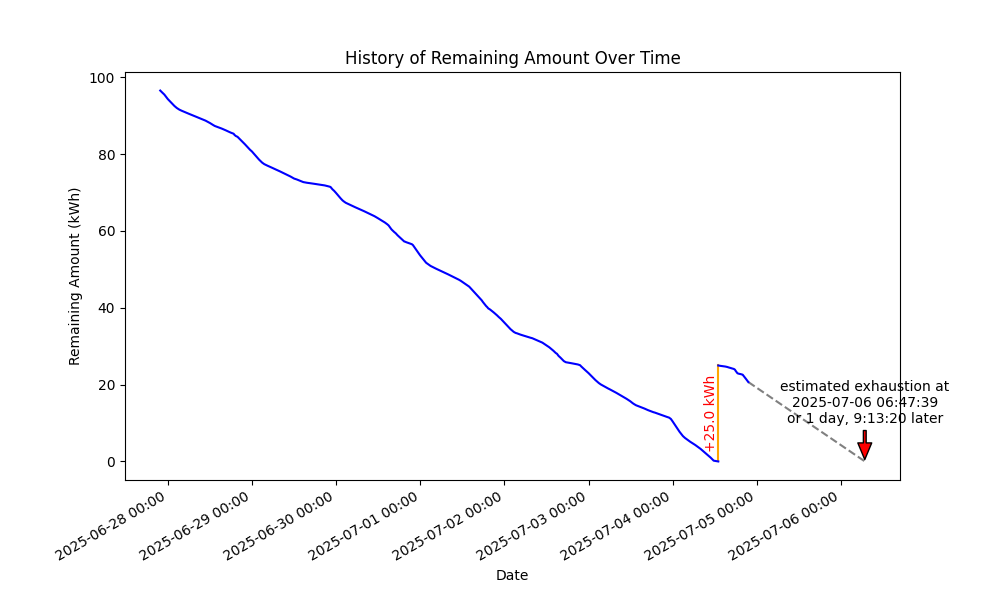 History of Remaining Amount Over Time
100
80
60
40
20
0
Remaining Amount (kWh)
+25.0 kWh
estimated exhaustion at
2025-07-06 06:47:39
or 1 day, 9:13:20 later
2025-06-28 00:00
2025-06-29 00:00
2025-06-30 00:00
2025-07-01 00:00
2025-07-02 00:00
2025-07-03 00:00
2025-07-04 00:00
2025-07-05 00:00
2025-07-06 00:00
Date